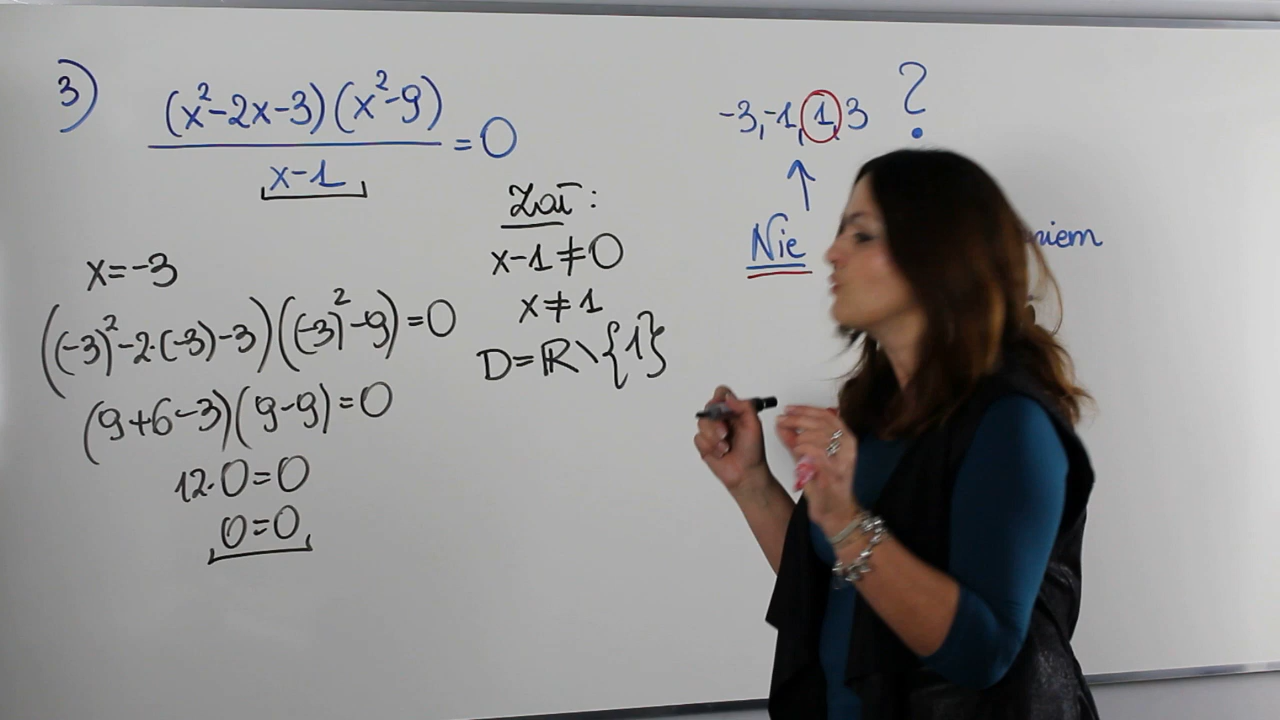 3)
(x²-2x-3)(x²-9)
x-1
=0
x=-3
((-3)²-2·(-3)-3)((-3)²-9)=0
(9+6-3)(9-9)=0
12·0=0
0=0
Zał:
x-1≠0
x≠1
D=ℝ\{1}
-3,-1,1,3 ?
↑
Nie
niem